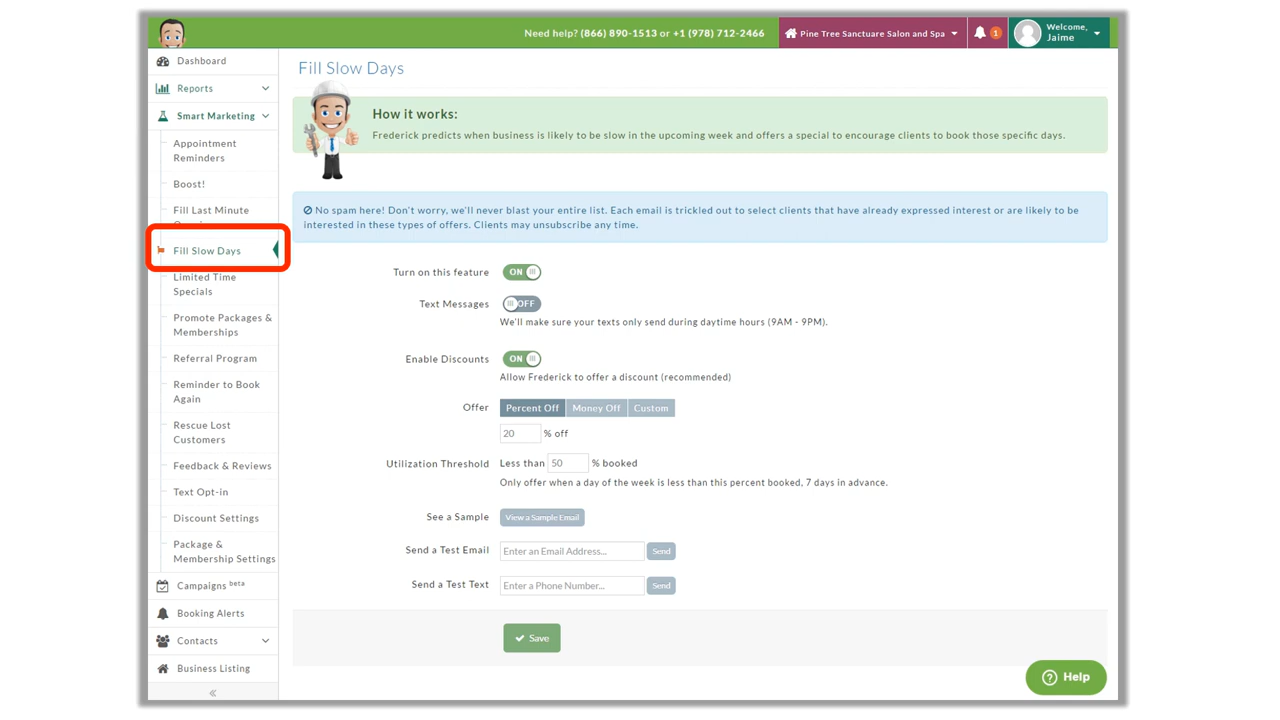 Need help? (866) 890-1513 or +1 (978) 712-2466
Pine Tree Sanctuare Salon and Spa
1
Welcome,
Jaime
Dashboard
Reports
Smart Marketing
Appointment
Reminders
Boost!
Fill Last Minute
Fill Slow Days
Limited Time
Specials
Promote Packages &
Memberships
Referral Program
Reminder to Book
Again
Rescue Lost
Customers
Feedback & Reviews
Text Opt-in
Discount Settings
Package &
Membership Settings
Campaigns beta
Booking Alerts
Contacts
Business Listing
Fill Slow Days
How it works:
Frederick predicts when business is likely to be slow in the upcoming week and offers a special to encourage clients to book those specific days.
No spam here! Don't worry, we'll never blast your entire list. Each email is trickled out to select clients that have already expressed interest or are likely to be
interested in these types of offers. Clients may unsubscribe any time.
Turn on this feature ON
Text Messages OFF
We'll make sure your texts only send during daytime hours (9AM - 9PM).
Enable Discounts ON
Allow Frederick to offer a discount (recommended)
Offer Percent Off Money Off Custom
20 % off
Utilization Threshold Less than 50 % booked
Only offer when a day of the week is less than this percent booked, 7 days in advance.
See a Sample View a Sample Email
Send a Test Email Enter an Email Address... Send
Send a Test Text Enter a Phone Number... Send
Save
Help